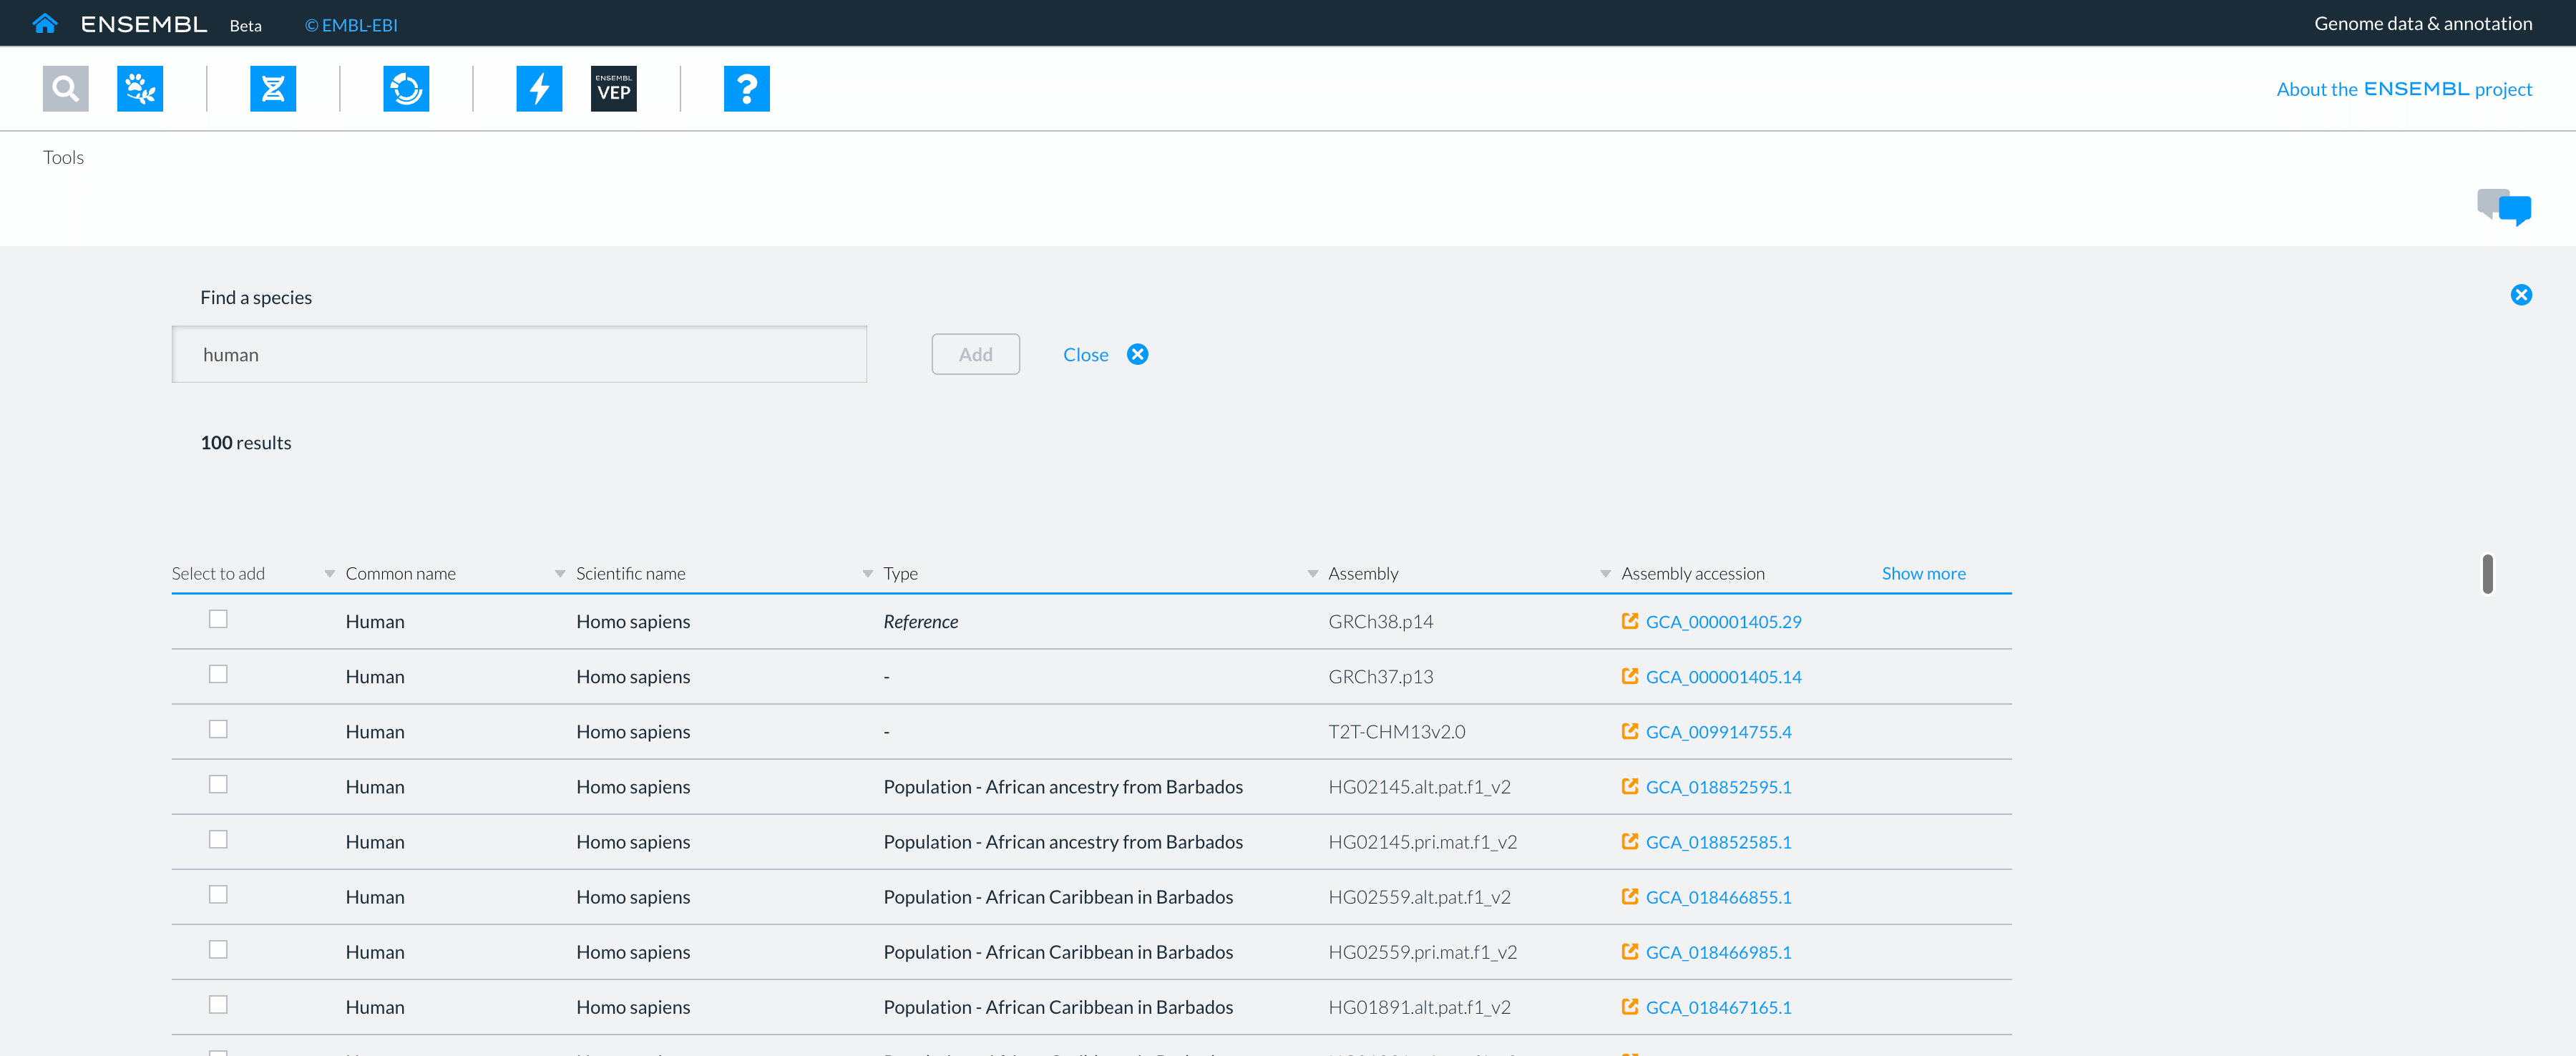 ENSEMBL Beta © EMBL-EBI Genome data & annotation
ENSEMBL VEP ? About the ENSEMBL project
Tools
Find a species
human Add Close
100 results
Select to add Common name Scientific name Type Assembly Assembly accession Show more
Human Homo sapiens Reference GRCh38.p14 GCA_000001405.29
Human Homo sapiens - GRCh37.p13 GCA_000001405.14
Human Homo sapiens - T2T-CHM13v2.0 GCA_009914755.4
Human Homo sapiens Population - African ancestry from Barbados HG02145.alt.pat.f1_v2 GCA_018852595.1
Human Homo sapiens Population - African ancestry from Barbados HG02145.pri.mat.f1_v2 GCA_018852585.1
Human Homo sapiens Population - African Caribbean in Barbados HG02559.alt.pat.f1_v2 GCA_018466855.1
Human Homo sapiens Population - African Caribbean in Barbados HG02559.pri.mat.f1_v2 GCA_018466985.1
Human Homo sapiens Population - African Caribbean in Barbados HG01891.alt.pat.f1_v2 GCA_018467165.1